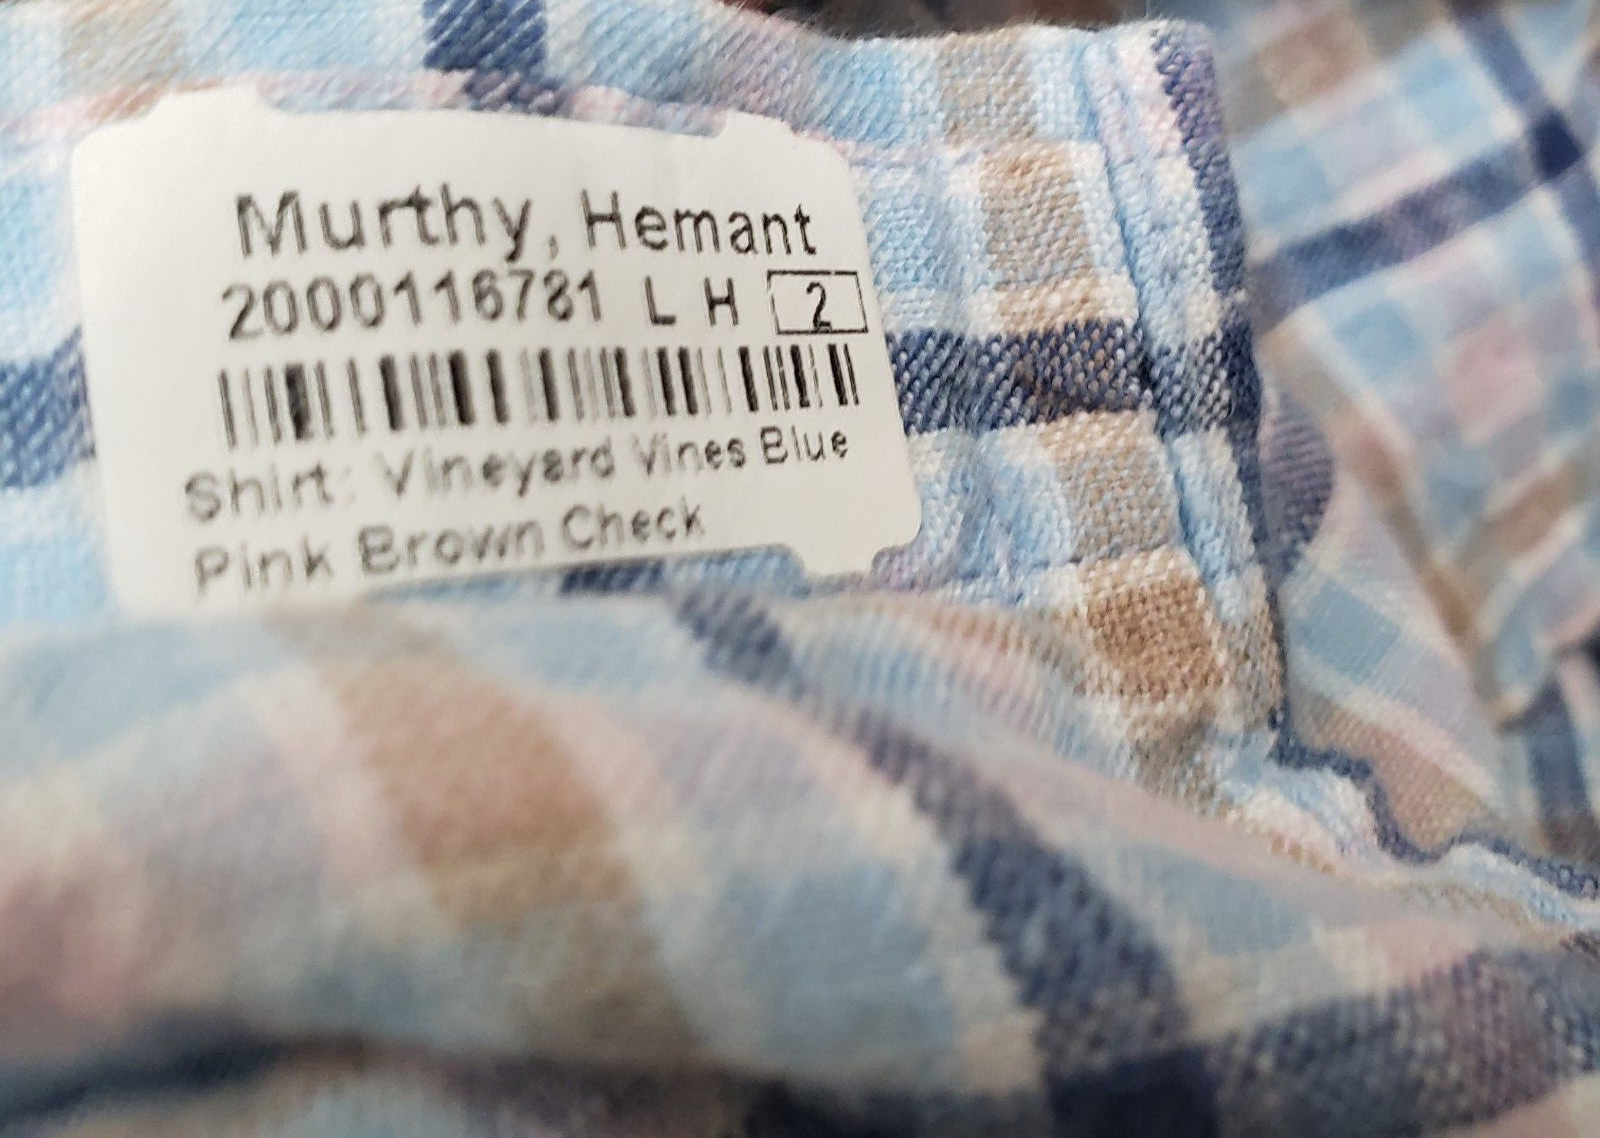 Murthy, Hemant
2000116781 L H 2
Shirt: Vineyard Vines Blue
Pink Brown Check